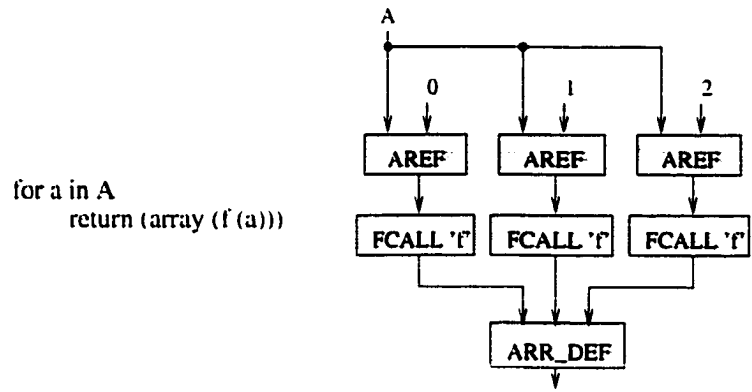 A
0 1 2
AREF AREF AREF
for a in A
return (array (f (a)))
FCALL 'f' FCALL 'f' FCALL 'f'
ARR_DEF